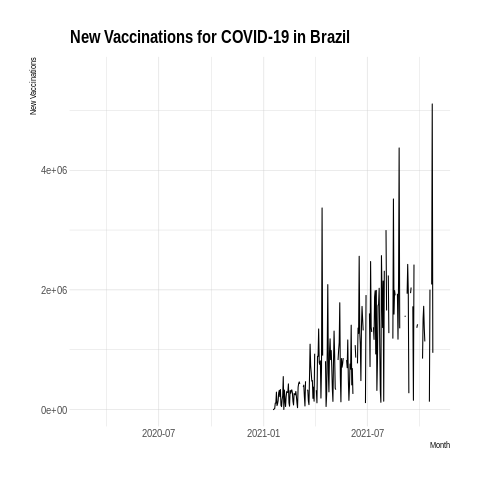 New Vaccinations for COVID-19 in Brazil
New Vaccinations
4e+06
2e+06
0e+00
2020-07
2021-01
2021-07
Month